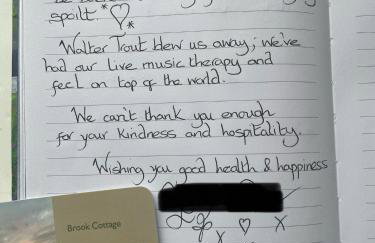 spoilt.*♡*
Walter Trout blew us away; we've
had our live music therapy and
feel on top of the world.
We can't thank you enough
for your kindness and hospitality.
Wishing you good health & happiness
Brook Cottage
x ♡ X